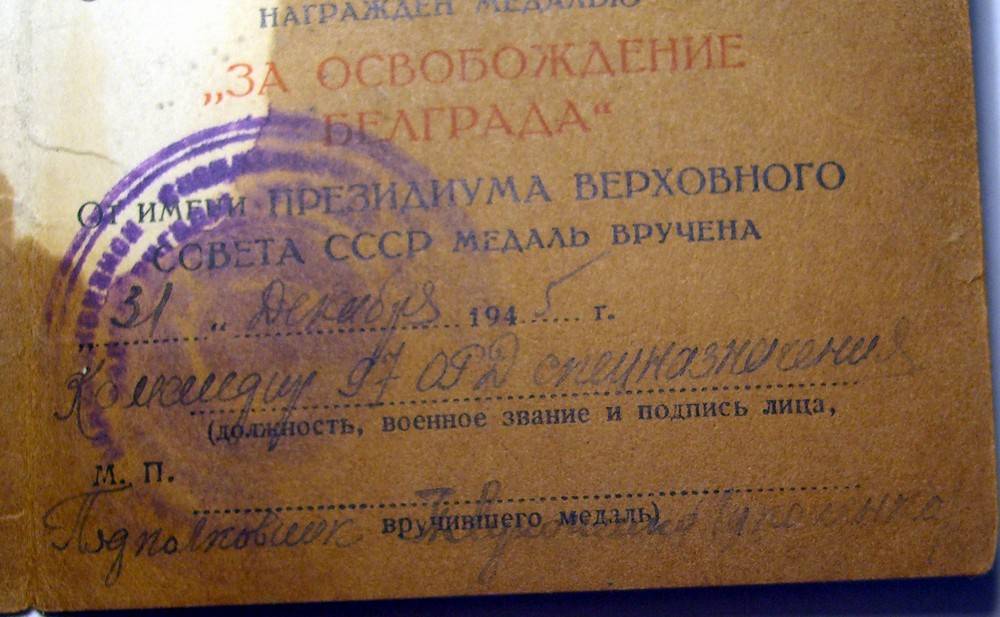 НАГРАЖДЕН МЕДАЛЬЮ
„ЗА ОСВОБОЖДЕНИЕ
БЕЛГРАДА“
От имени ПРЕЗИДИУМА ВЕРХОВНОГО
СОВЕТА СССР МЕДАЛЬ ВРУЧЕНА
„31“ Декабря 1945 г.
Командир 97 ОРД спецназначения
(должность, военное звание и подпись лица,
М. П.
вручившего медаль)
Подполковник